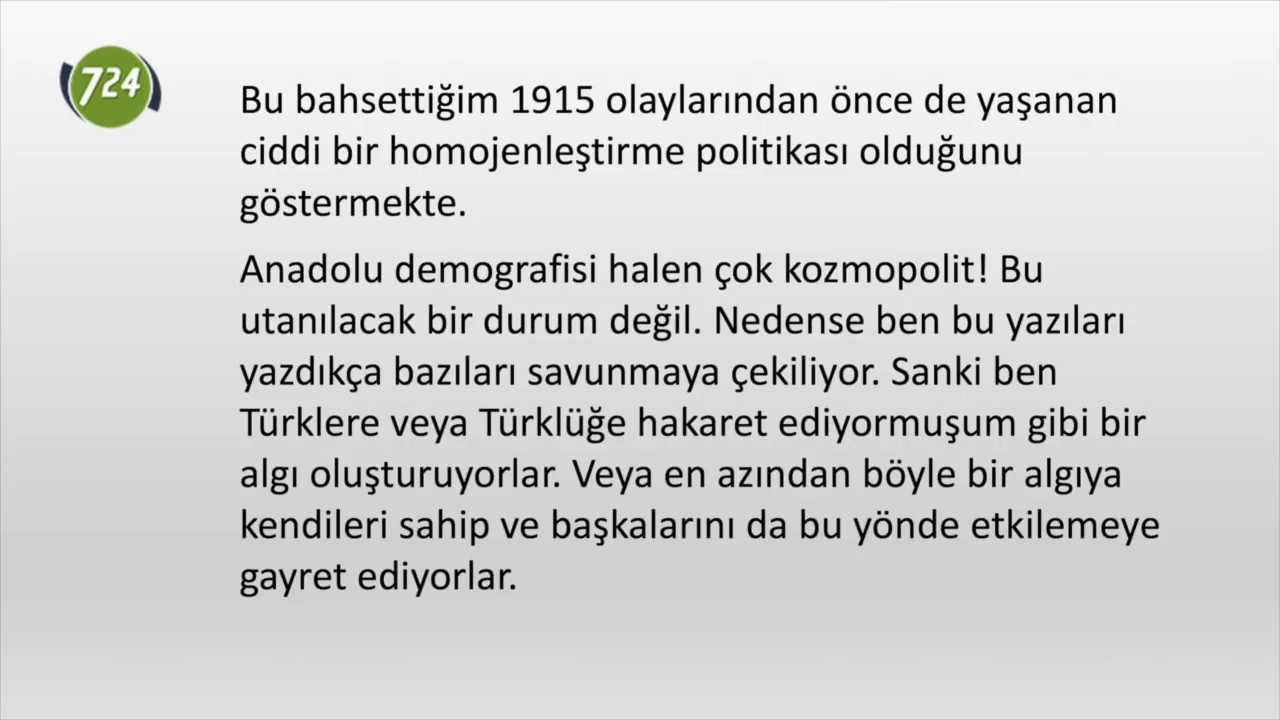 724
Bu bahsettiğim 1915 olaylarından önce de yaşanan
ciddi bir homojenleştirme politikası olduğunu
göstermekte.
Anadolu demografisi halen çok kozmopolit! Bu
utanılacak bir durum değil. Nedense ben bu yazıları
yazdıkça bazıları savunmaya çekiliyor. Sanki ben
Türklere veya Türklüğe hakaret ediyormuşum gibi bir
algı oluşturuyorlar. Veya en azından böyle bir algıya
kendileri sahip ve başkalarını da bu yönde etkilemeye
gayret ediyorlar.